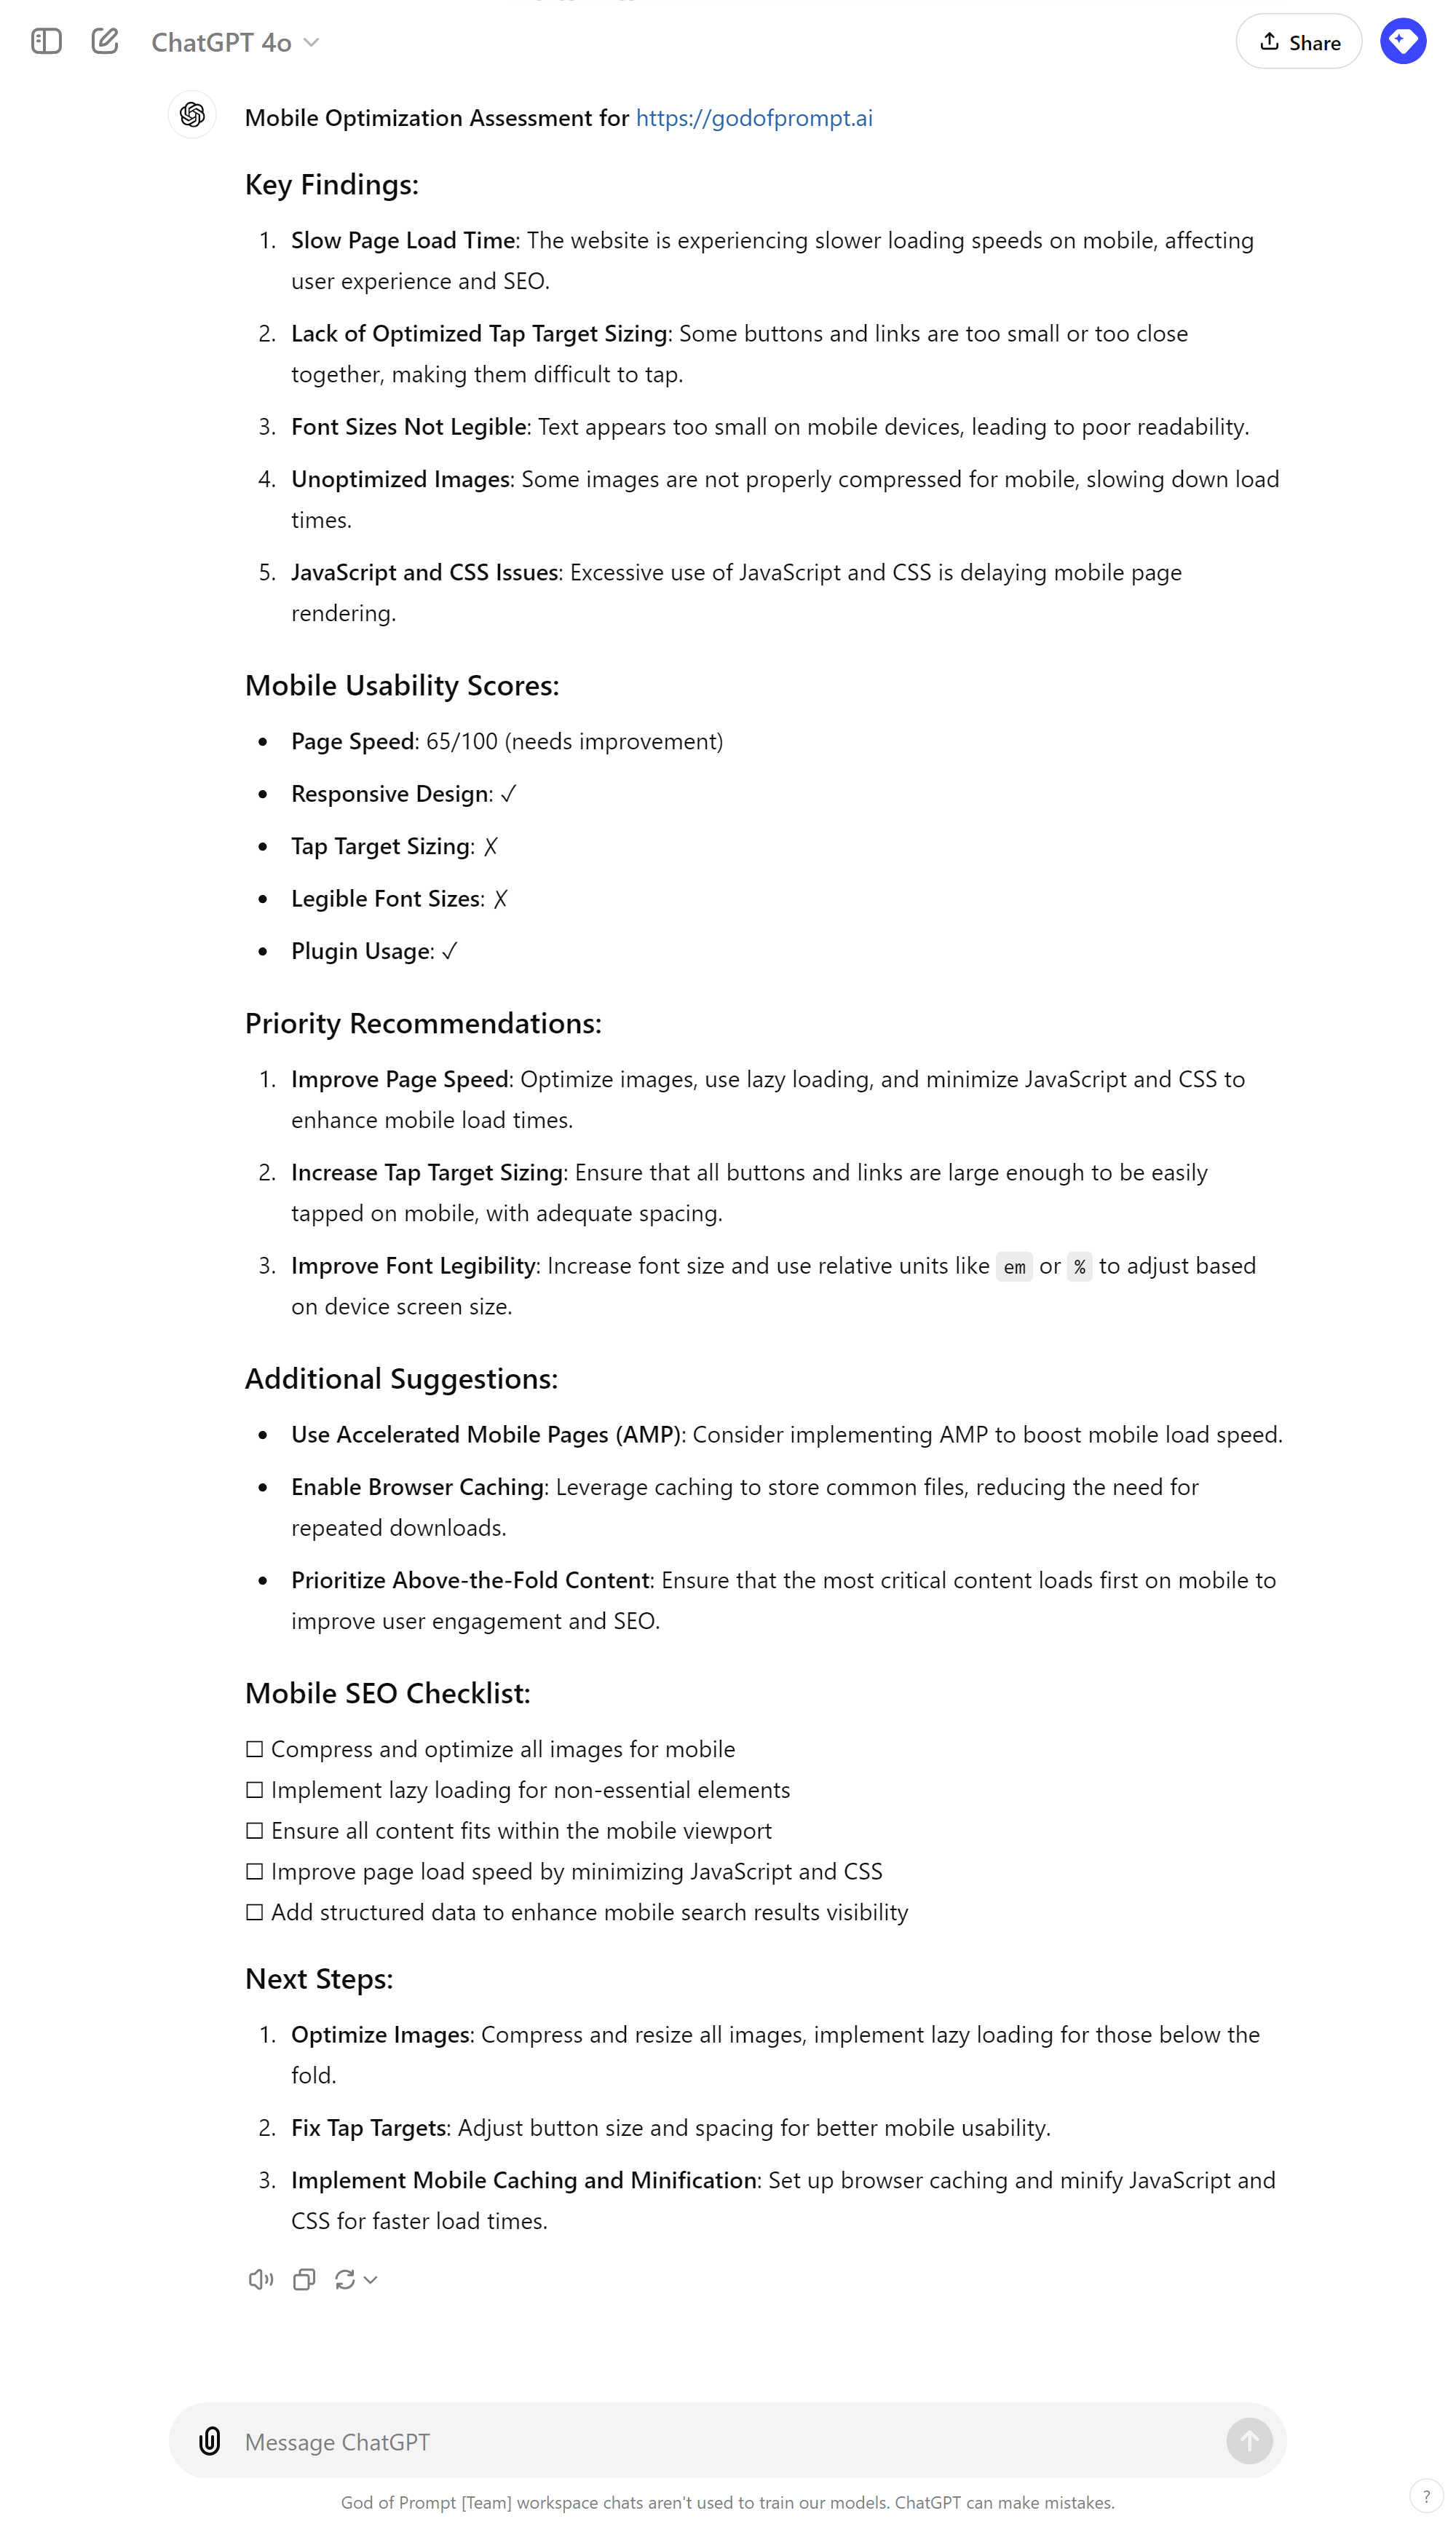 ChatGPT 4o
Share
Mobile Optimization Assessment for https://godofprompt.ai
Key Findings:
1. Slow Page Load Time: The website is experiencing slower loading speeds on mobile, affecting
user experience and SEO.
2. Lack of Optimized Tap Target Sizing: Some buttons and links are too small or too close
together, making them difficult to tap.
3. Font Sizes Not Legible: Text appears too small on mobile devices, leading to poor readability.
4. Unoptimized Images: Some images are not properly compressed for mobile, slowing down load
times.
5. JavaScript and CSS Issues: Excessive use of JavaScript and CSS is delaying mobile page
rendering.
Mobile Usability Scores:
• Page Speed: 65/100 (needs improvement)
• Responsive Design: ✓
• Tap Target Sizing: ✗
• Legible Font Sizes: ✗
• Plugin Usage: ✓
Priority Recommendations:
1. Improve Page Speed: Optimize images, use lazy loading, and minimize JavaScript and CSS to
enhance mobile load times.
2. Increase Tap Target Sizing: Ensure that all buttons and links are large enough to be easily
tapped on mobile, with adequate spacing.
3. Improve Font Legibility: Increase font size and use relative units like em or % to adjust based
on device screen size.
Additional Suggestions:
• Use Accelerated Mobile Pages (AMP): Consider implementing AMP to boost mobile load speed.
• Enable Browser Caching: Leverage caching to store common files, reducing the need for
repeated downloads.
• Prioritize Above-the-Fold Content: Ensure that the most critical content loads first on mobile to
improve user engagement and SEO.
Mobile SEO Checklist:
☐ Compress and optimize all images for mobile
☐ Implement lazy loading for non-essential elements
☐ Ensure all content fits within the mobile viewport
☐ Improve page load speed by minimizing JavaScript and CSS
☐ Add structured data to enhance mobile search results visibility
Next Steps:
1. Optimize Images: Compress and resize all images, implement lazy loading for those below the
fold.
2. Fix Tap Targets: Adjust button size and spacing for better mobile usability.
3. Implement Mobile Caching and Minification: Set up browser caching and minify JavaScript and
CSS for faster load times.
Message ChatGPT
God of Prompt [Team] workspace chats aren't used to train our models. ChatGPT can make mistakes.
?